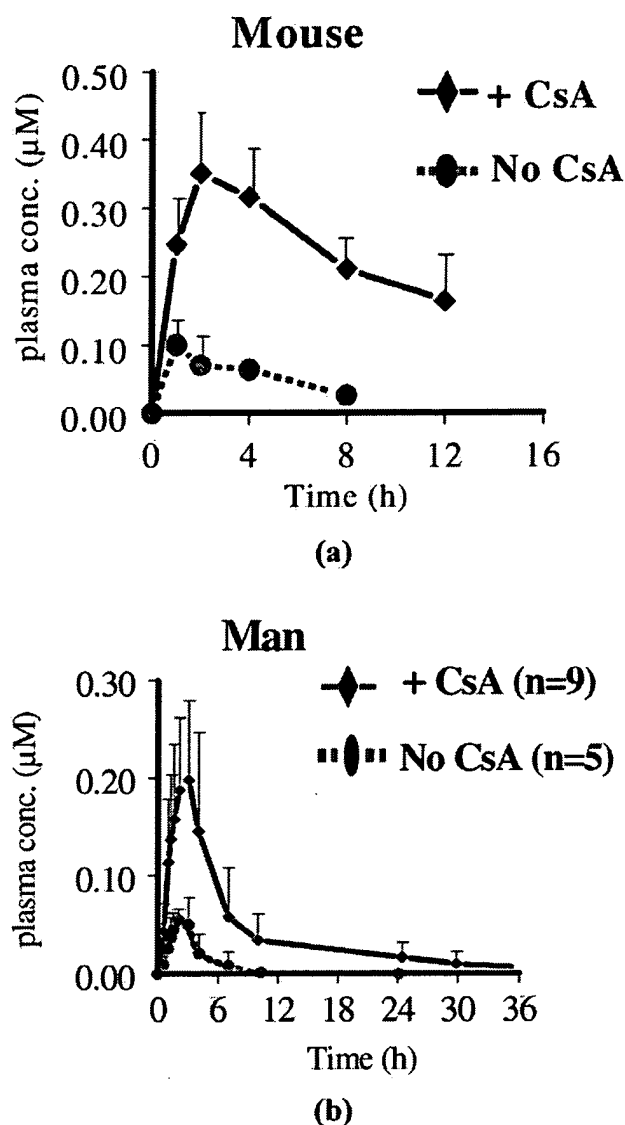 Mouse
0.50
0.40
0.30
0.20
0.10
0.00
plasma conc. (µM)
+ CsA
No CsA
0 4 8 12 16
Time (h)
(a)
Man
0.30
0.20
0.10
0.00
plasma conc. (µM)
+ CsA (n=9)
No CsA (n=5)
0 6 12 18 24 30 36
Time (h)
(b)